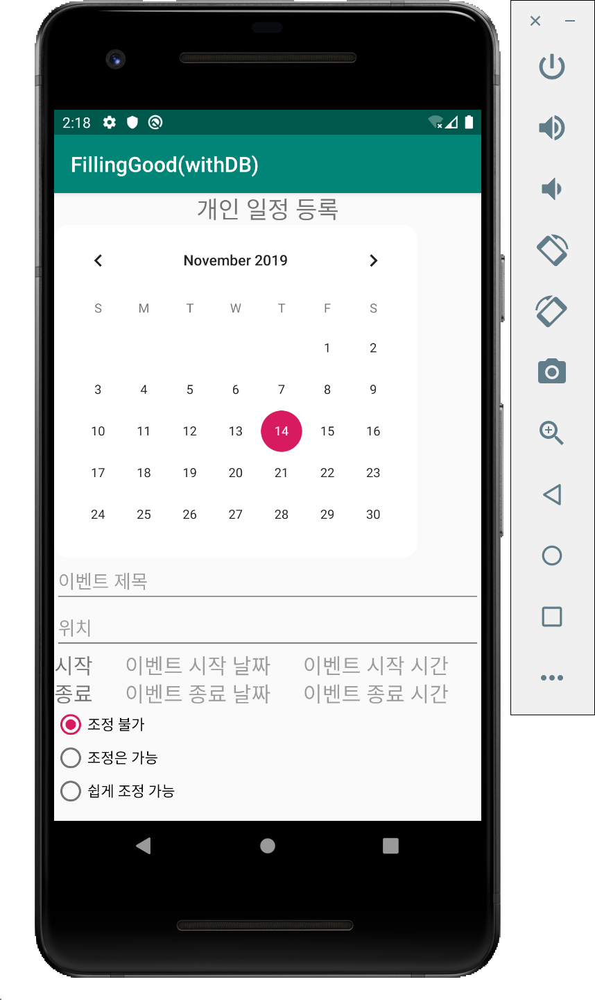 2:18
FillingGood(withDB)
개인 일정 등록
November 2019
S M T W T F S
1 2
3 4 5 6 7 8 9
10 11 12 13 14 15 16
17 18 19 20 21 22 23
24 25 26 27 28 29 30
이벤트 제목
위치
시작 이벤트 시작 날짜 이벤트 시작 시간
종료 이벤트 종료 날짜 이벤트 종료 시간
조정 불가
조정은 가능
쉽게 조정 가능